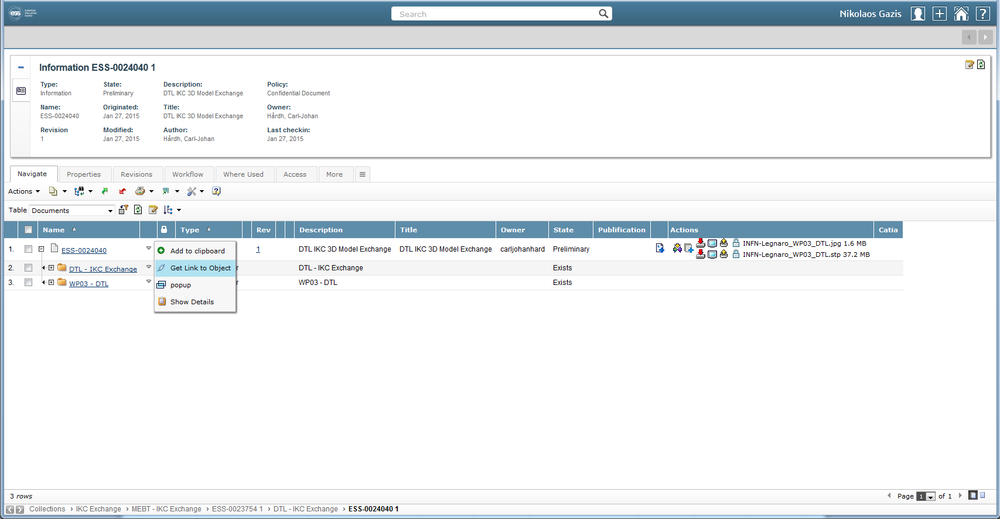 ess EUROPEAN
SPALLATION
SOURCE
Search
Nikolaos Gazis
Information ESS-0024040 1
Type: State: Description: Policy:
Information Preliminary DTL IKC 3D Model Exchange Confidential Document
Name: Originated: Title: Owner:
ESS-0024040 Jan 27, 2015 DTL IKC 3D Model Exchange Hårdh, Carl-Johan
Revision Modified: Author: Last checkin:
1 Jan 27, 2015 Hårdh, Carl-Johan Jan 27, 2015
Navigate Properties Revisions Workflow Where Used Access More
Actions
Table Documents
Name Type Rev Description Title Owner State Publification Actions Catia
1. ESS-0024040 1 DTL IKC 3D Model Exchange DTL IKC 3D Model Exchange carljohanhard Preliminary INFN-Legnaro_WP03_DTL.jpg 1.6 MB
INFN-Legnaro_WP03_DTL.stp 37.2 MB
2. DTL - IKC Exchange r DTL - IKC Exchange Exists
3. WP03 - DTL r WP03 - DTL Exists
Add to clipboard
Get Link to Object
popup
Show Details
3 rows
Page 1 of 1
Collections › IKC Exchange › MEBT - IKC Exchange › ESS-0023754 1 › DTL - IKC Exchange › ESS-0024040 1